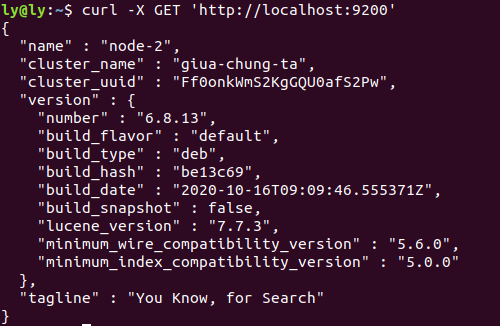 ly@ly:~$ curl -X GET 'http://localhost:9200'
{
  "name" : "node-2",
  "cluster_name" : "giua-chung-ta",
  "cluster_uuid" : "Ff0onkWmS2KgGQU0afS2Pw",
  "version" : {
    "number" : "6.8.13",
    "build_flavor" : "default",
    "build_type" : "deb",
    "build_hash" : "be13c69",
    "build_date" : "2020-10-16T09:09:46.555371Z",
    "build_snapshot" : false,
    "lucene_version" : "7.7.3",
    "minimum_wire_compatibility_version" : "5.6.0",
    "minimum_index_compatibility_version" : "5.0.0"
  },
  "tagline" : "You Know, for Search"
}